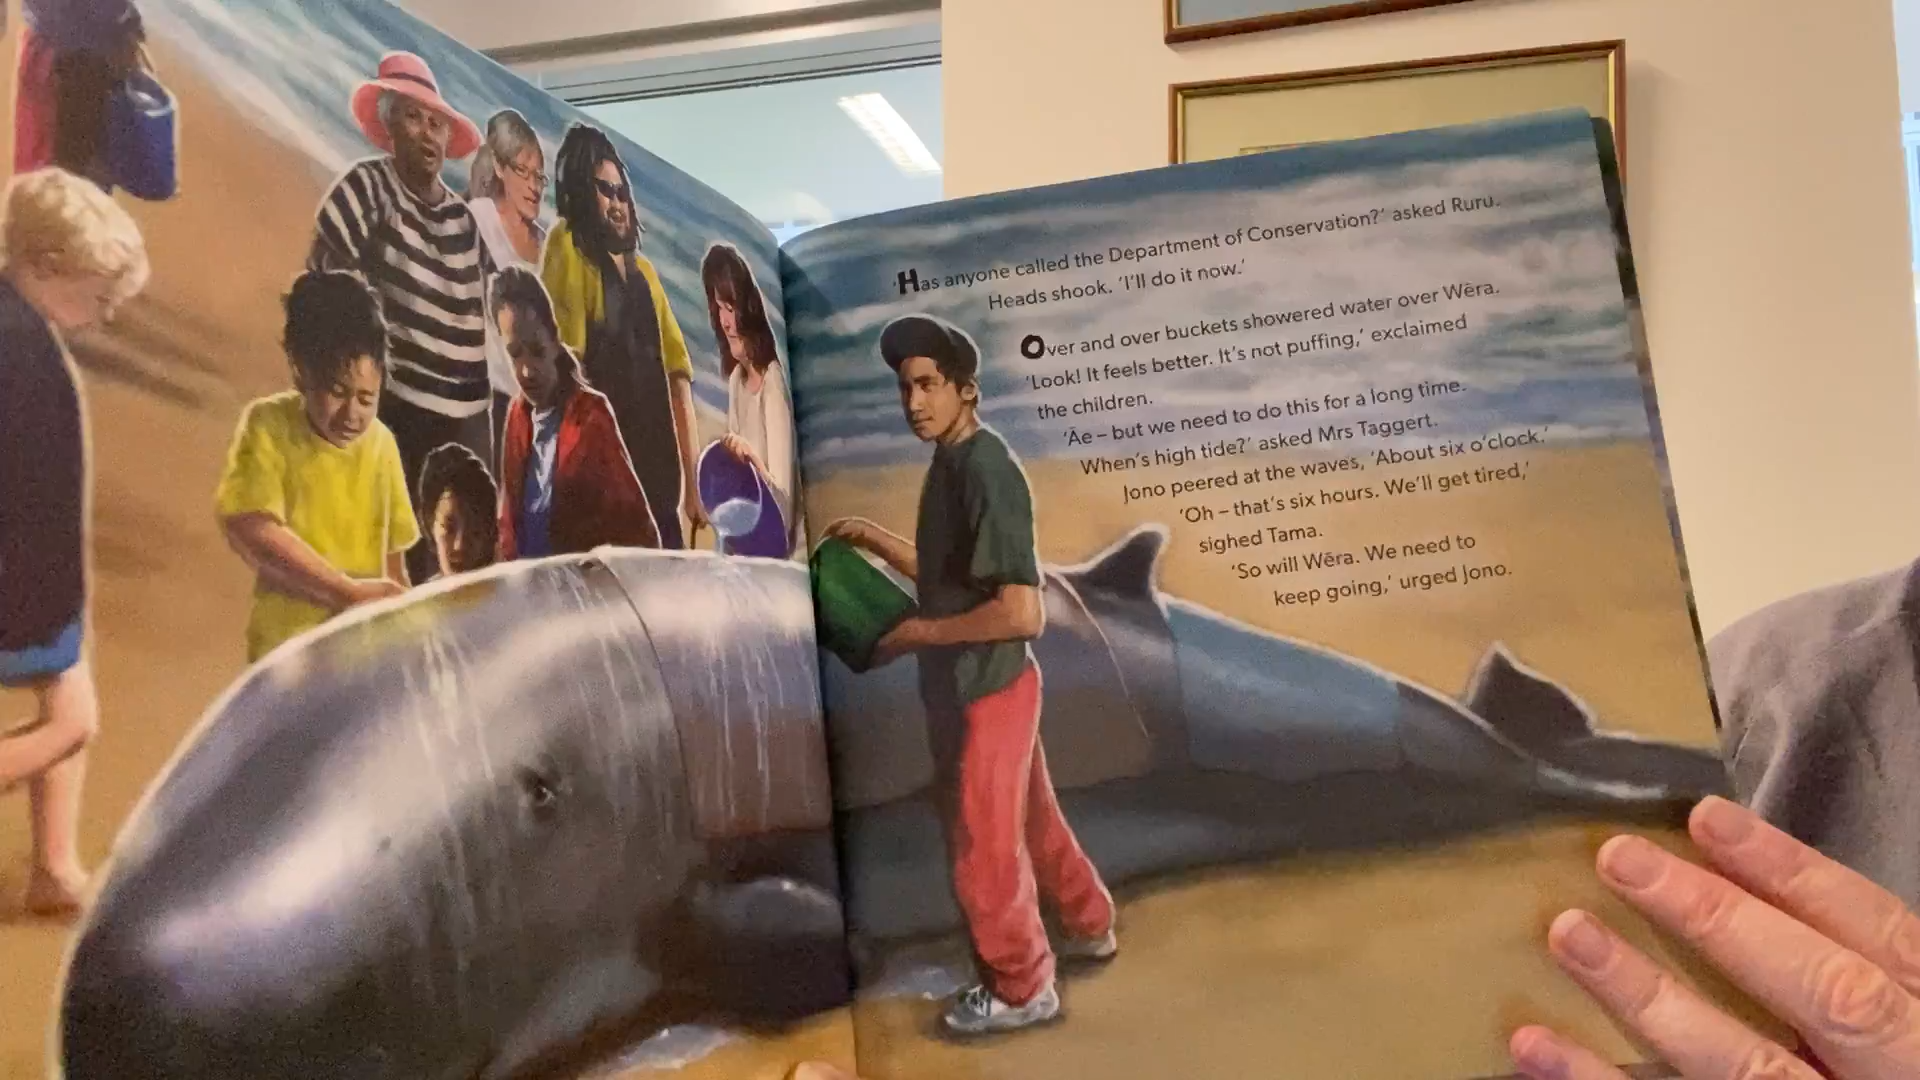 'Has anyone called the Department of Conservation?' asked Ruru.
Heads shook. 'I'll do it now.'
Over and over buckets showered water over Wēra.
'Look! It feels better. It's not puffing,' exclaimed
the children.
'Āe – but we need to do this for a long time.
When's high tide?' asked Mrs Taggert.
Jono peered at the waves, 'About six o'clock.'
'Oh – that's six hours. We'll get tired,'
sighed Tama.
'So will Wēra. We need to
keep going,' urged Jono.